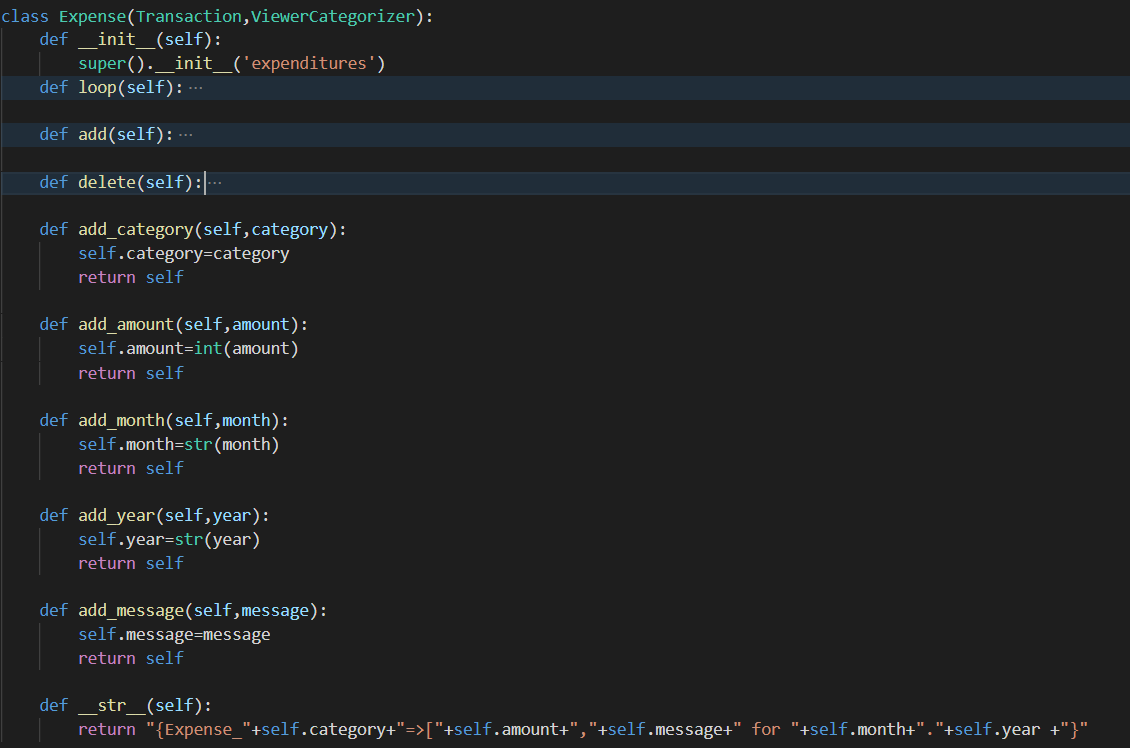 class Expense(Transaction,ViewerCategorizer):
    def __init__(self):
        super().__init__('expenditures')
    def loop(self): ···
    def add(self): ···
    def delete(self):···
    def add_category(self,category):
        self.category=category
        return self
    def add_amount(self,amount):
        self.amount=int(amount)
        return self
    def add_month(self,month):
        self.month=str(month)
        return self
    def add_year(self,year):
        self.year=str(year)
        return self
    def add_message(self,message):
        self.message=message
        return self
    def __str__(self):
        return "{Expense_"+self.category+"=>["+self.amount+","+self.message+" for "+self.month+"."+self.year +"}"